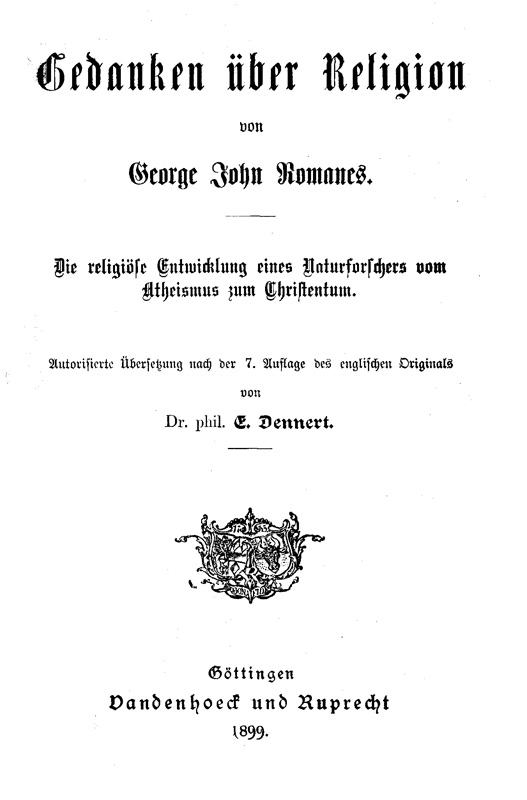 Gedanken über Religion
von
George John Romanes.
Die religiöse Entwicklung eines Naturforschers vom
Atheismus zum Christentum.
Autorisierte Übersetzung nach der 7. Auflage des englischen Originals
von
Dr. phil. E. Dennert.
Göttingen
Vandenhoeck und Ruprecht
1899.